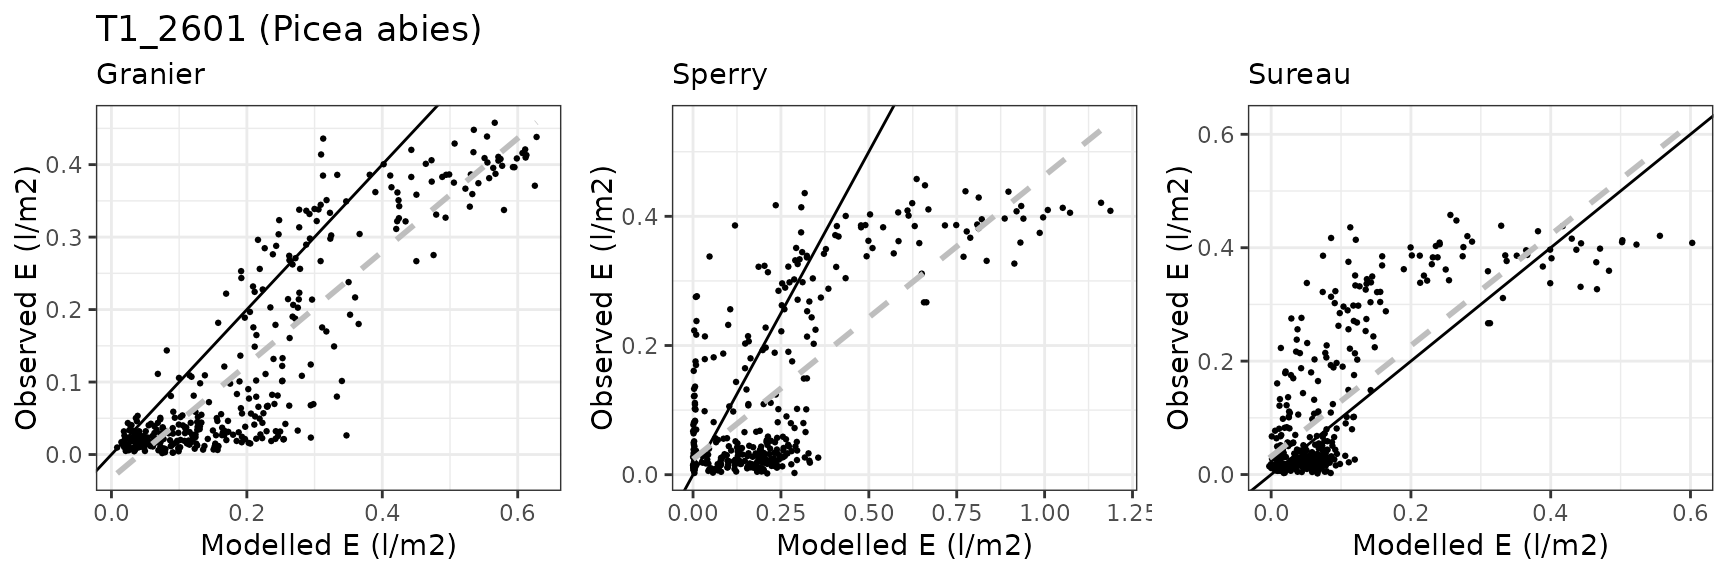 T1_2601 (Picea abies)
Granier
Sperry
Sureau
Observed E (l/m2)
0.4
0.3
0.2
0.1
0.0
0.0 0.2 0.4 0.6
Modelled E (l/m2)
Observed E (l/m2)
0.4
0.2
0.0
0.00 0.25 0.50 0.75 1.00 1.25
Modelled E (l/m2)
Observed E (l/m2)
0.6
0.4
0.2
0.0
0.0 0.2 0.4 0.6
Modelled E (l/m2)